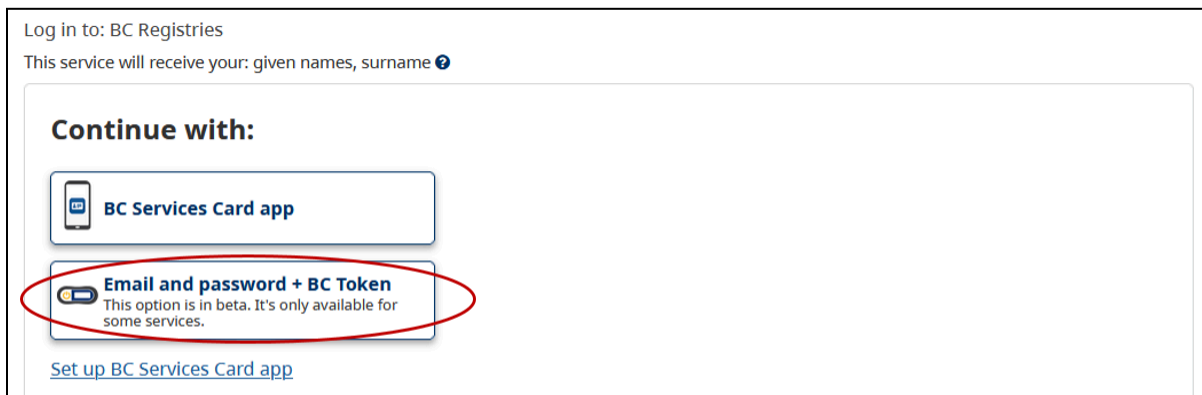 Log in to: BC Registries
This service will receive your: given names, surname ?
Continue with:
BC Services Card app
Email and password + BC Token
This option is in beta. It's only available for
some services.
Set up BC Services Card app